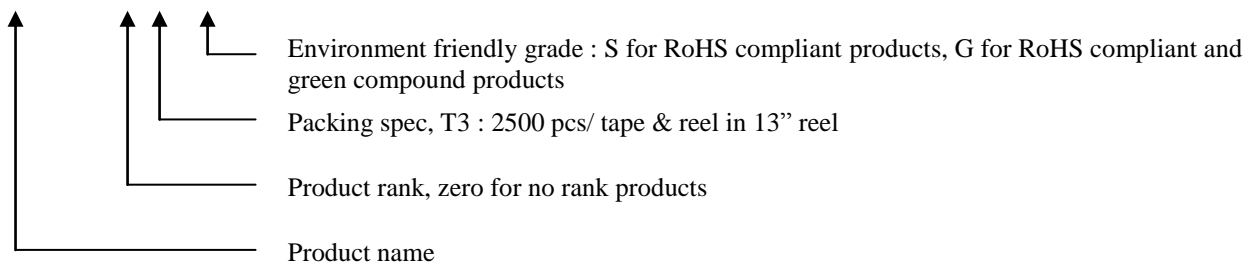 Environment friendly grade : S for RoHS compliant products, G for RoHS compliant and
green compound products
Packing spec, T3 : 2500 pcs/ tape & reel in 13” reel
Product rank, zero for no rank products
Product name